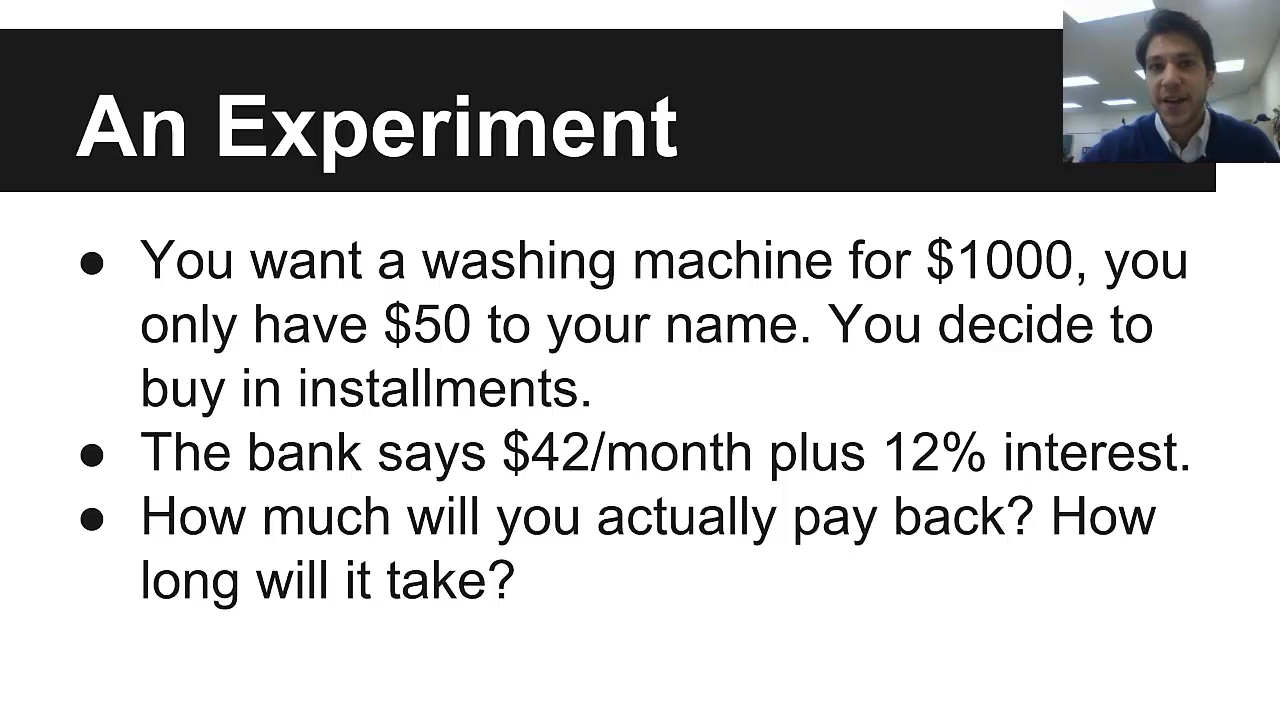 An Experiment
● You want a washing machine for $1000, you
only have $50 to your name. You decide to
buy in installments.
● The bank says $42/month plus 12% interest.
● How much will you actually pay back? How
long will it take?